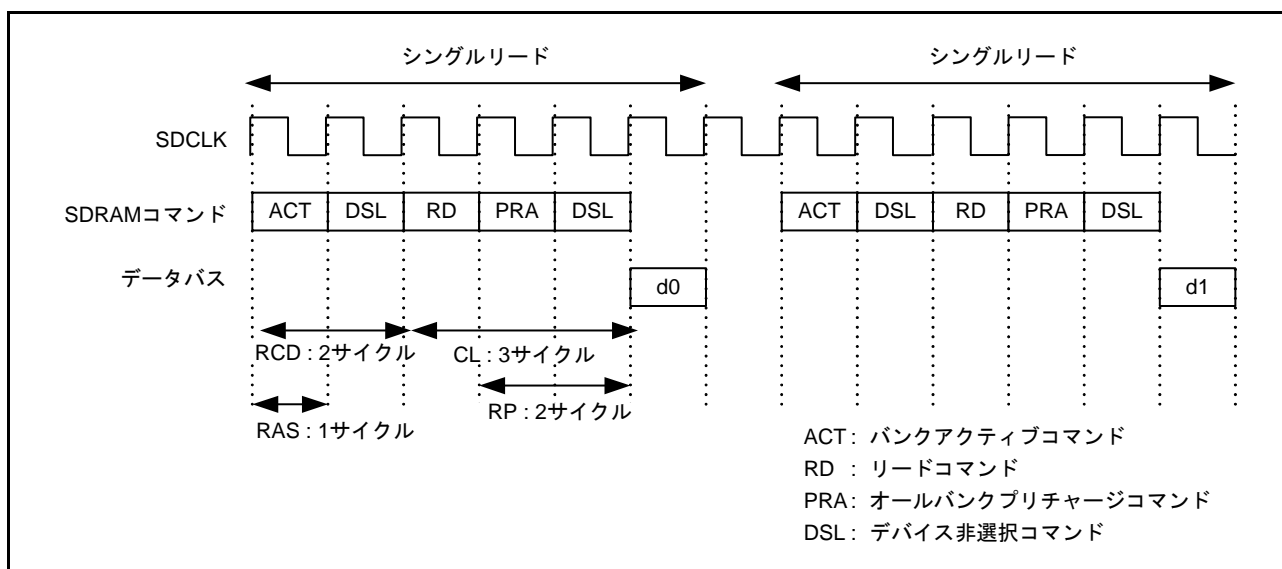 シングルリード シングルリード
SDCLK
SDRAMコマンド ACT DSL RD PRA DSL ACT DSL RD PRA DSL
データバス d0 d1
RCD : 2サイクル CL : 3サイクル
RAS : 1サイクル RP : 2サイクル
ACT : バンクアクティブコマンド
RD : リードコマンド
PRA : オールバンクプリチャージコマンド
DSL : デバイス非選択コマンド